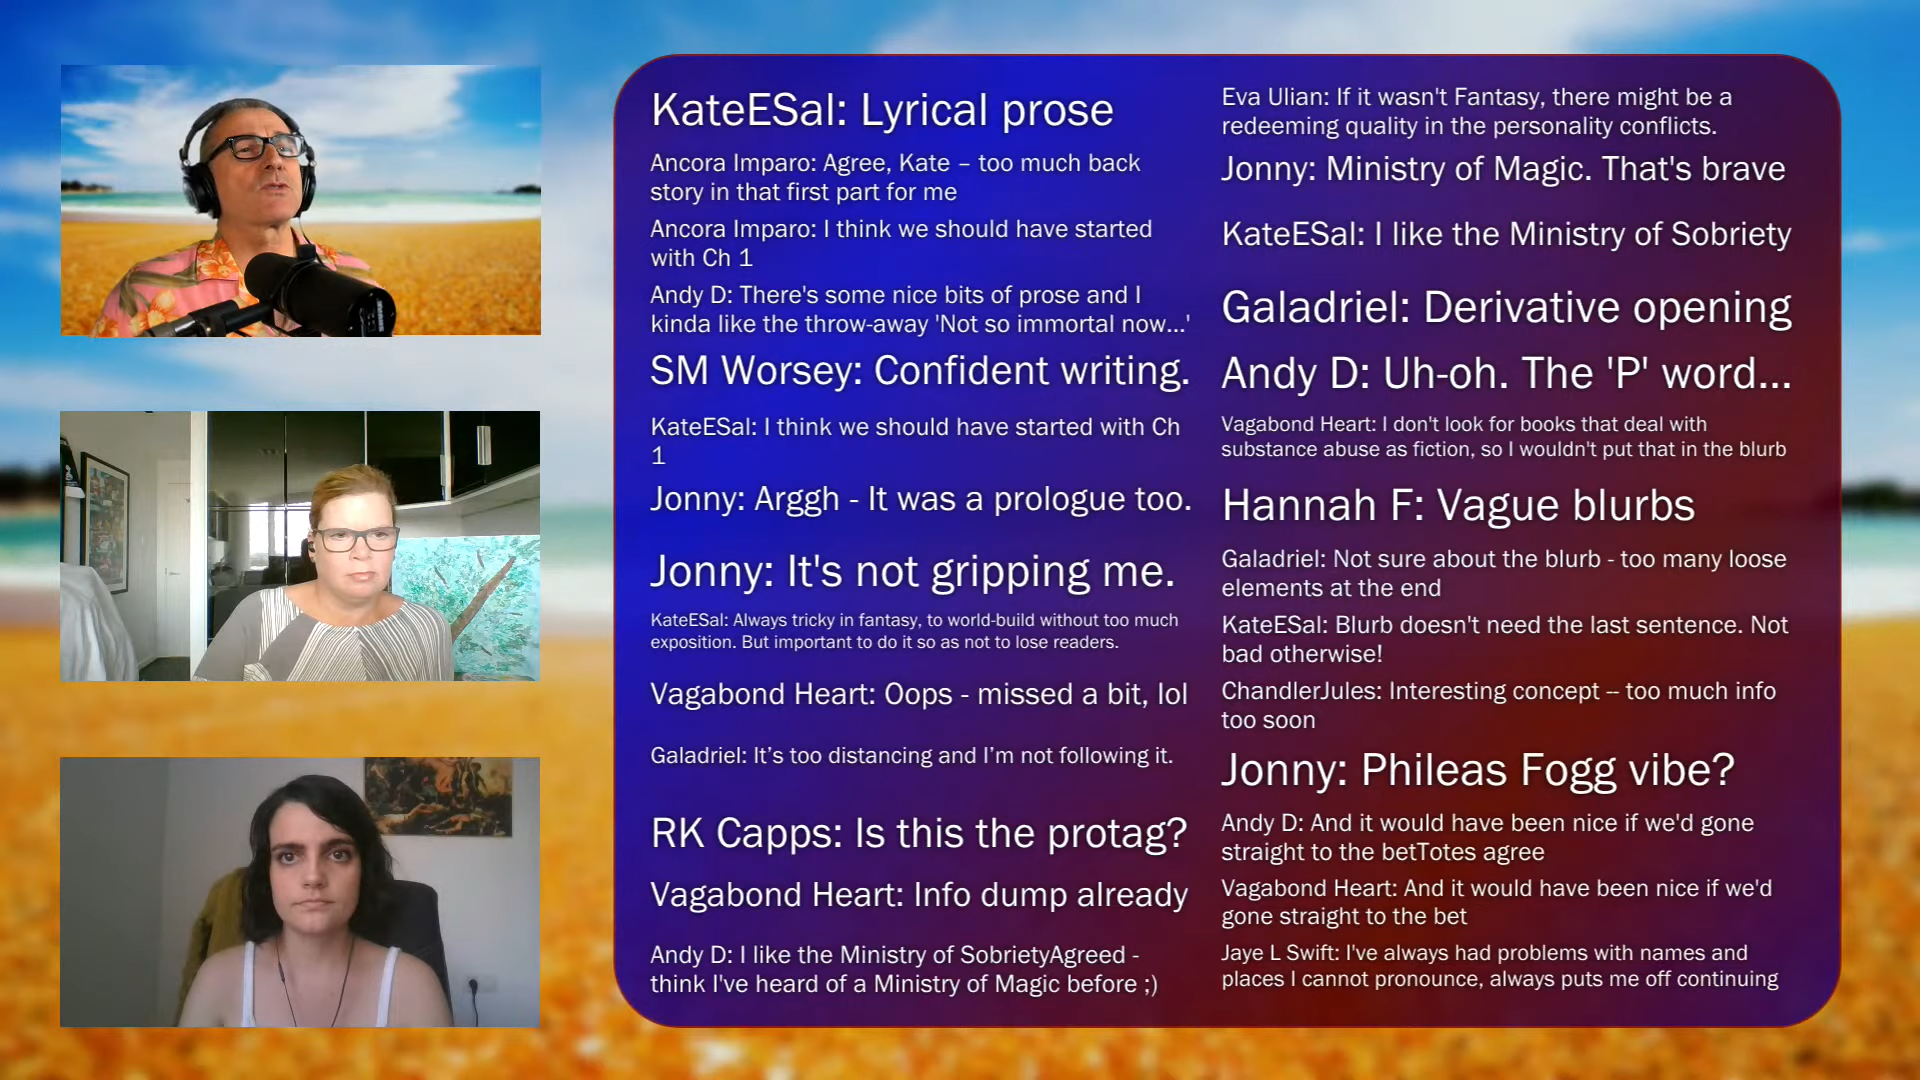 KateESal: Lyrical prose
Ancora Imparo: Agree, Kate – too much back
story in that first part for me
Ancora Imparo: I think we should have started
with Ch 1
Andy D: There's some nice bits of prose and I
kinda like the throw-away 'Not so immortal now...'
SM Worsey: Confident writing.
KateESal: I think we should have started with Ch
1
Jonny: Arggh - It was a prologue too.
Jonny: It's not gripping me.
KateESal: Always tricky in fantasy, to world-build without too much
exposition. But important to do it so as not to lose readers.
Vagabond Heart: Oops - missed a bit, lol
Galadriel: It’s too distancing and I’m not following it.
RK Capps: Is this the protag?
Vagabond Heart: Info dump already
Andy D: I like the Ministry of SobrietyAgreed -
think I've heard of a Ministry of Magic before ;)
Eva Ulian: If it wasn't Fantasy, there might be a
redeeming quality in the personality conflicts.
Jonny: Ministry of Magic. That's brave
KateESal: I like the Ministry of Sobriety
Galadriel: Derivative opening
Andy D: Uh-oh. The 'P' word...
Vagabond Heart: I don't look for books that deal with
substance abuse as fiction, so I wouldn't put that in the blurb
Hannah F: Vague blurbs
Galadriel: Not sure about the blurb - too many loose
elements at the end
KateESal: Blurb doesn't need the last sentence. Not
bad otherwise!
ChandlerJules: Interesting concept -- too much info
too soon
Jonny: Phileas Fogg vibe?
Andy D: And it would have been nice if we'd gone
straight to the betTotes agree
Vagabond Heart: And it would have been nice if we'd
gone straight to the bet
Jaye L Swift: I've always had problems with names and
places I cannot pronounce, always puts me off continuing